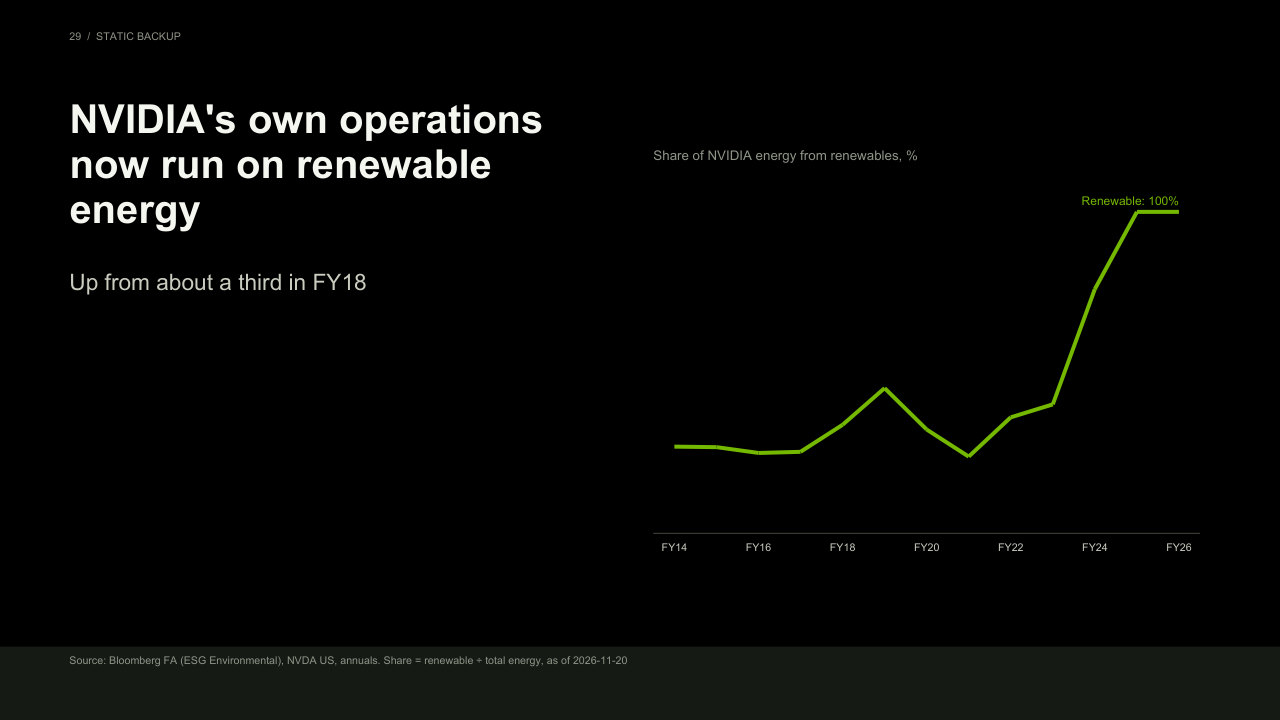 29 / STATIC BACKUP
NVIDIA's own operations
now run on renewable
energy
Up from about a third in FY18
Share of NVIDIA energy from renewables, %
Renewable: 100%
FY14 FY16 FY18 FY20 FY22 FY24 FY26
Source: Bloomberg FA (ESG Environmental), NVDA US, annuals. Share = renewable ÷ total energy, as of 2026-11-20